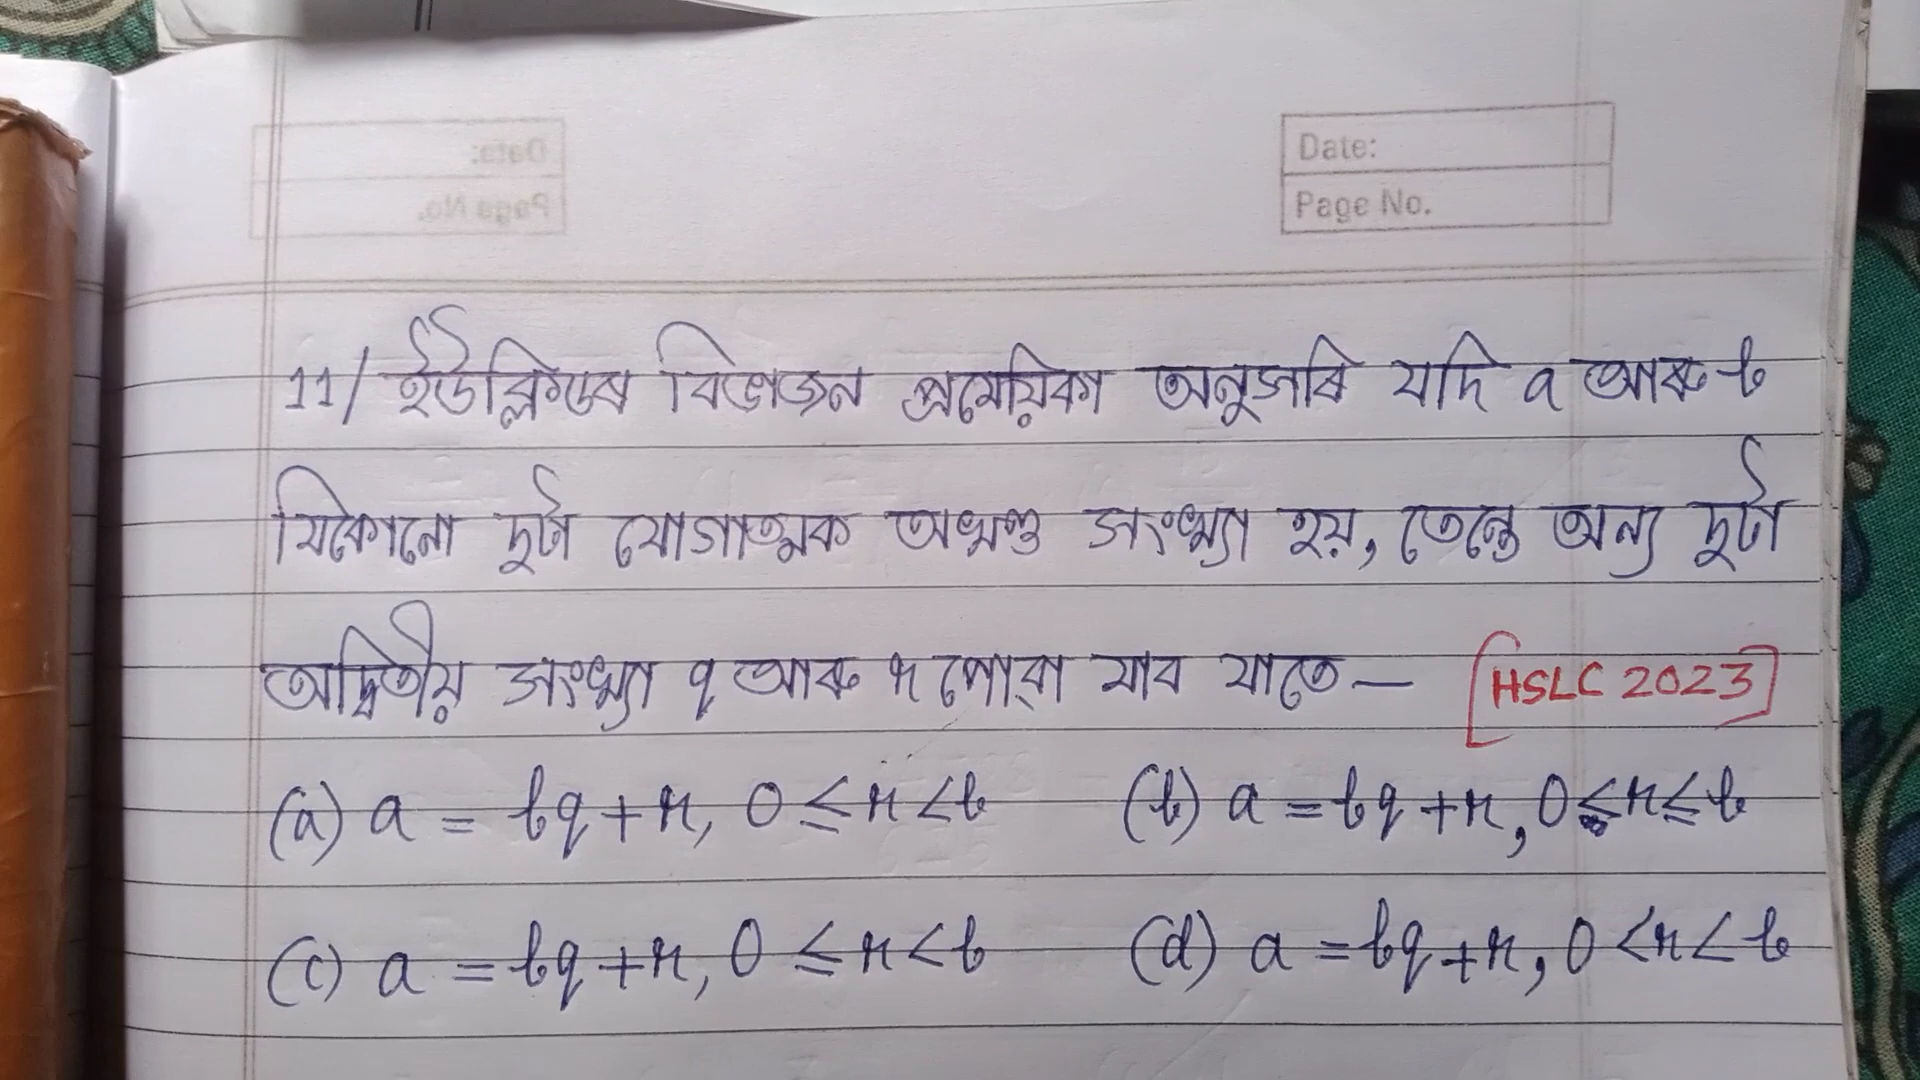 Date:
Page No.
11/ ইউক্লিডৰ বিভাজন প্রমেয়িকা অনুসৰি যদি a আৰু b
যিকোনো দুটা যোগাত্মক অখণ্ড সংখ্যা হয়, তেন্তে অন্য দুটা
অদ্বিতীয় সংখ্যা q আৰু r পোৱা যাব যাতে —
[HSLC 2023]
(a) a = bq + r, 0 ≤ r < b
(b) a = bq + r, 0 ≤ r ≤ b
(c) a = bq + r, 0 ≤ r < b
(d) a = bq + r, 0 < r < b